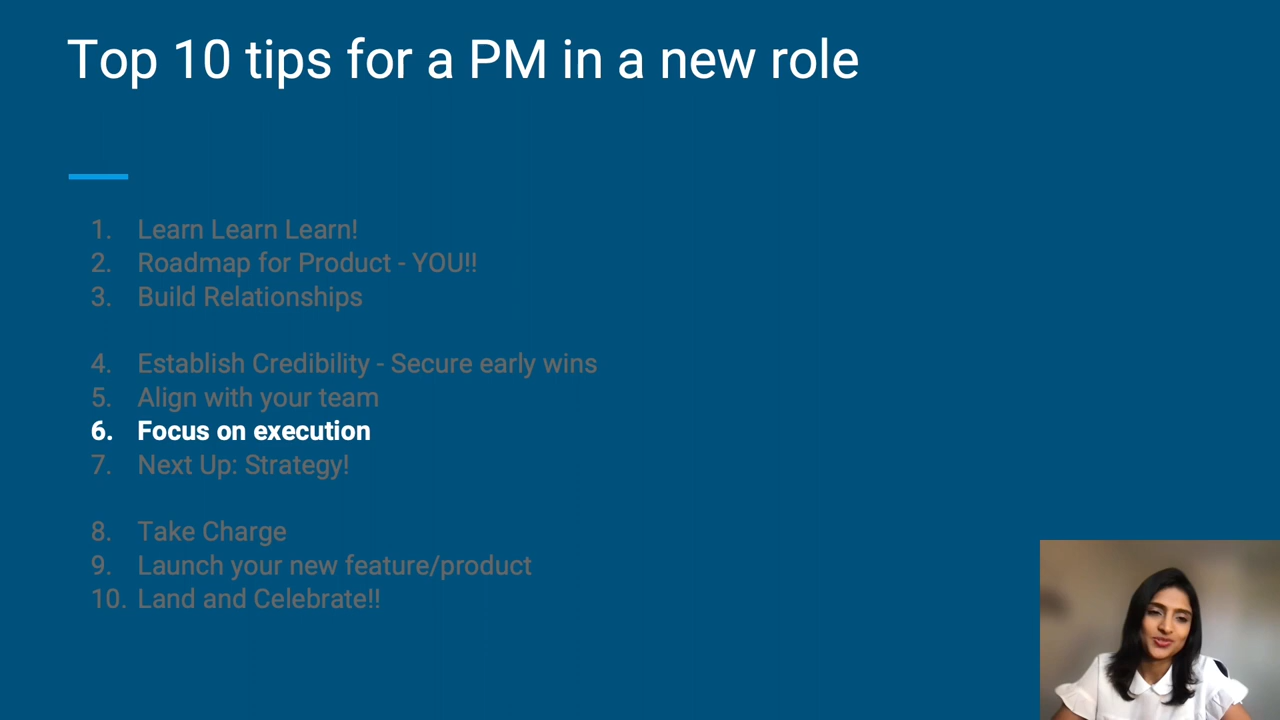 Top 10 tips for a PM in a new role
1. Learn Learn Learn!
2. Roadmap for Product - YOU!!
3. Build Relationships
4. Establish Credibility - Secure early wins
5. Align with your team
6. Focus on execution
7. Next Up: Strategy!
8. Take Charge
9. Launch your new feature/product
10. Land and Celebrate!!